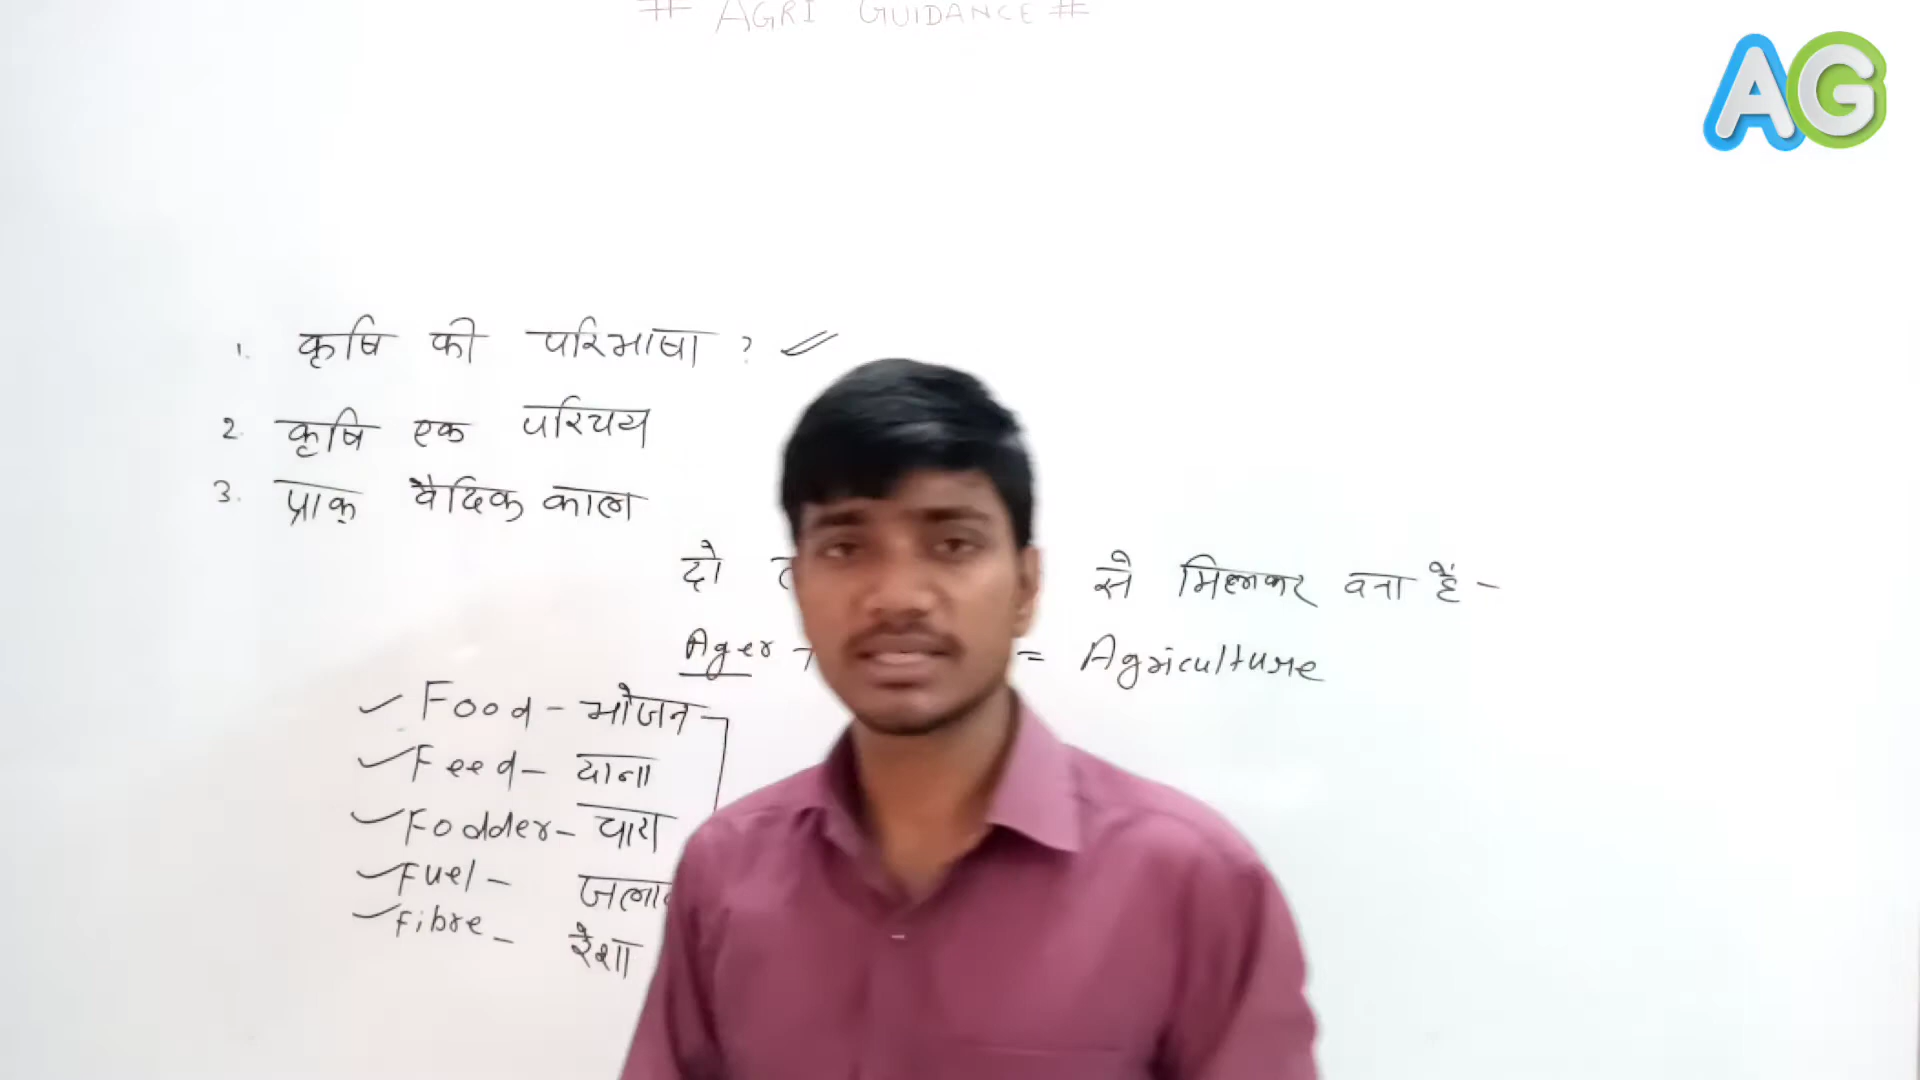 # AGRI GUIDANCE #
AG
1. कृषि की परिभाषा ?
2. कृषि एक परिचय
3. प्राक् वैदिक काल
दो से मिलकर बना है -
Ager + = Agriculture
Food - भोजन
Feed - दाना
Fodder - चारा
Fuel -
Fibre - रेशा